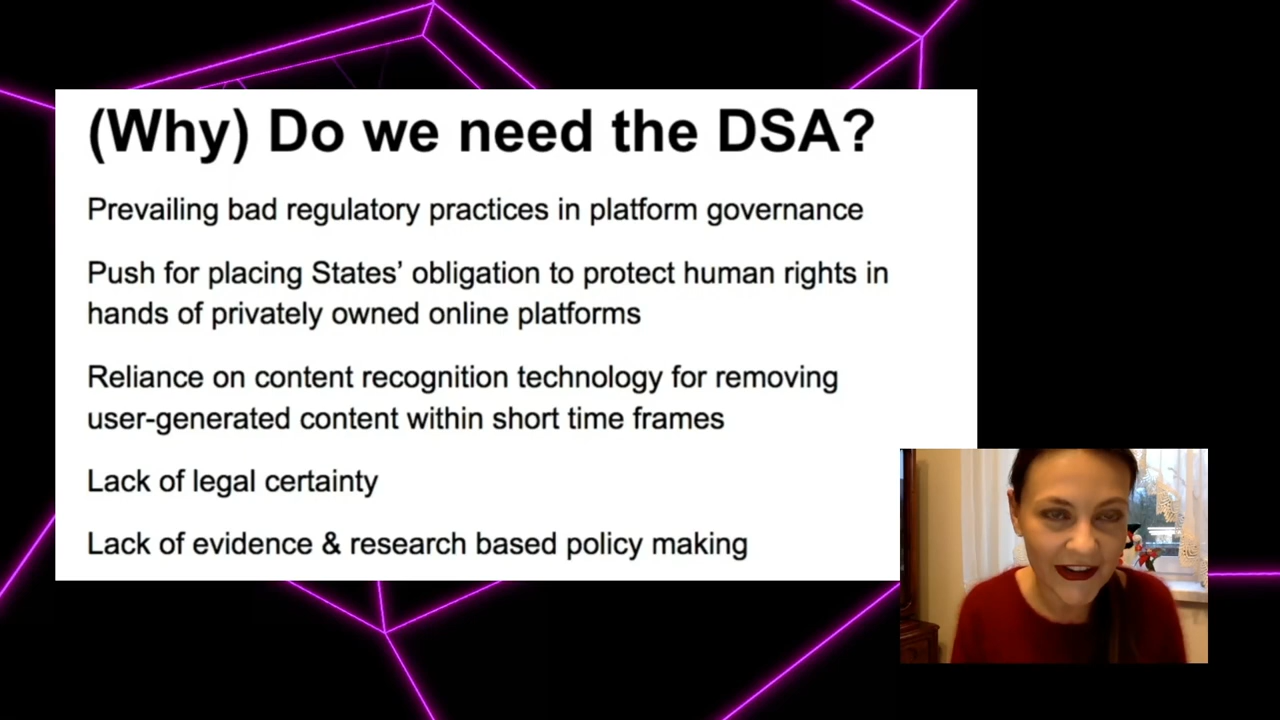 (Why) Do we need the DSA?
Prevailing bad regulatory practices in platform governance
Push for placing States’ obligation to protect human rights in
hands of privately owned online platforms
Reliance on content recognition technology for removing
user-generated content within short time frames
Lack of legal certainty
Lack of evidence & research based policy making